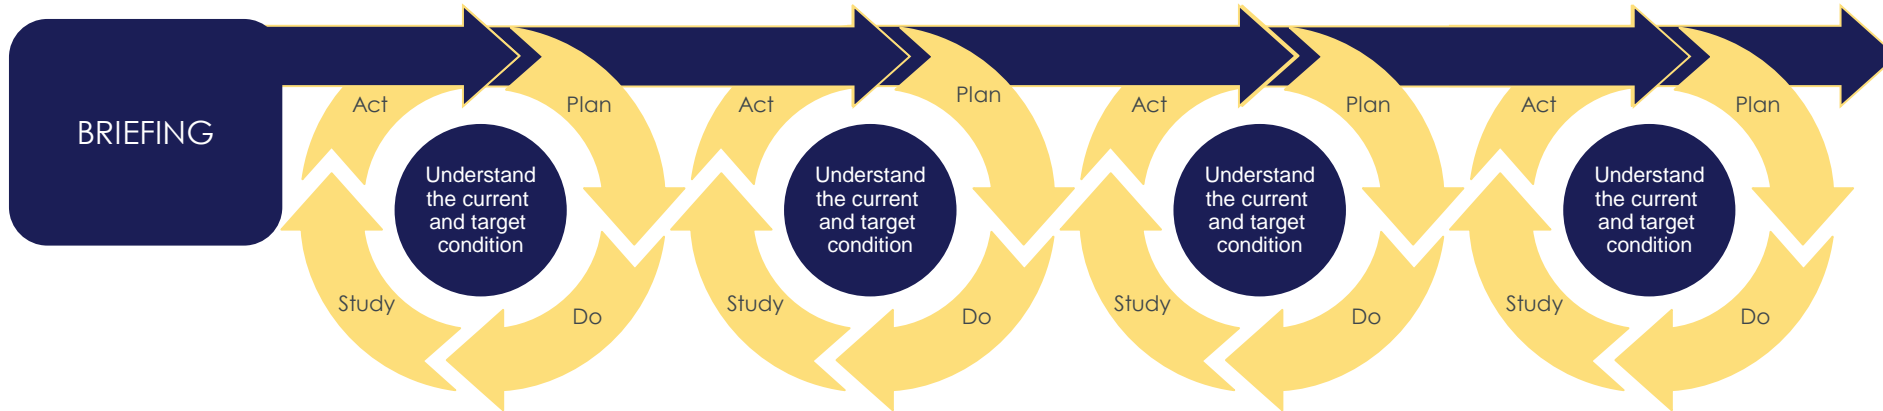 BRIEFING
Act
Plan
Understand
the current
and target
condition
Study
Do
Act
Plan
Understand
the current
and target
condition
Study
Do
Act
Plan
Understand
the current
and target
condition
Study
Do
Act
Plan
Understand
the current
and target
condition
Study
Do